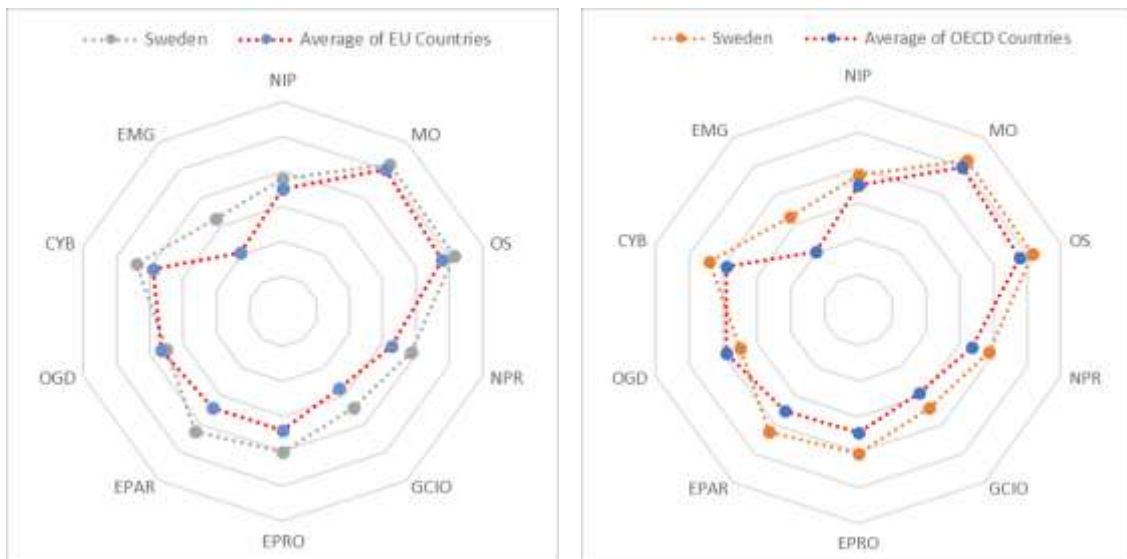 Sweden Average of EU Countries
NIP
MO
OS
NPR
GCIO
EPRO
EPAR
OGD
CYB
EMG
Sweden Average of OECD Countries
NIP
MO
OS
NPR
GCIO
EPRO
EPAR
OGD
CYB
EMG